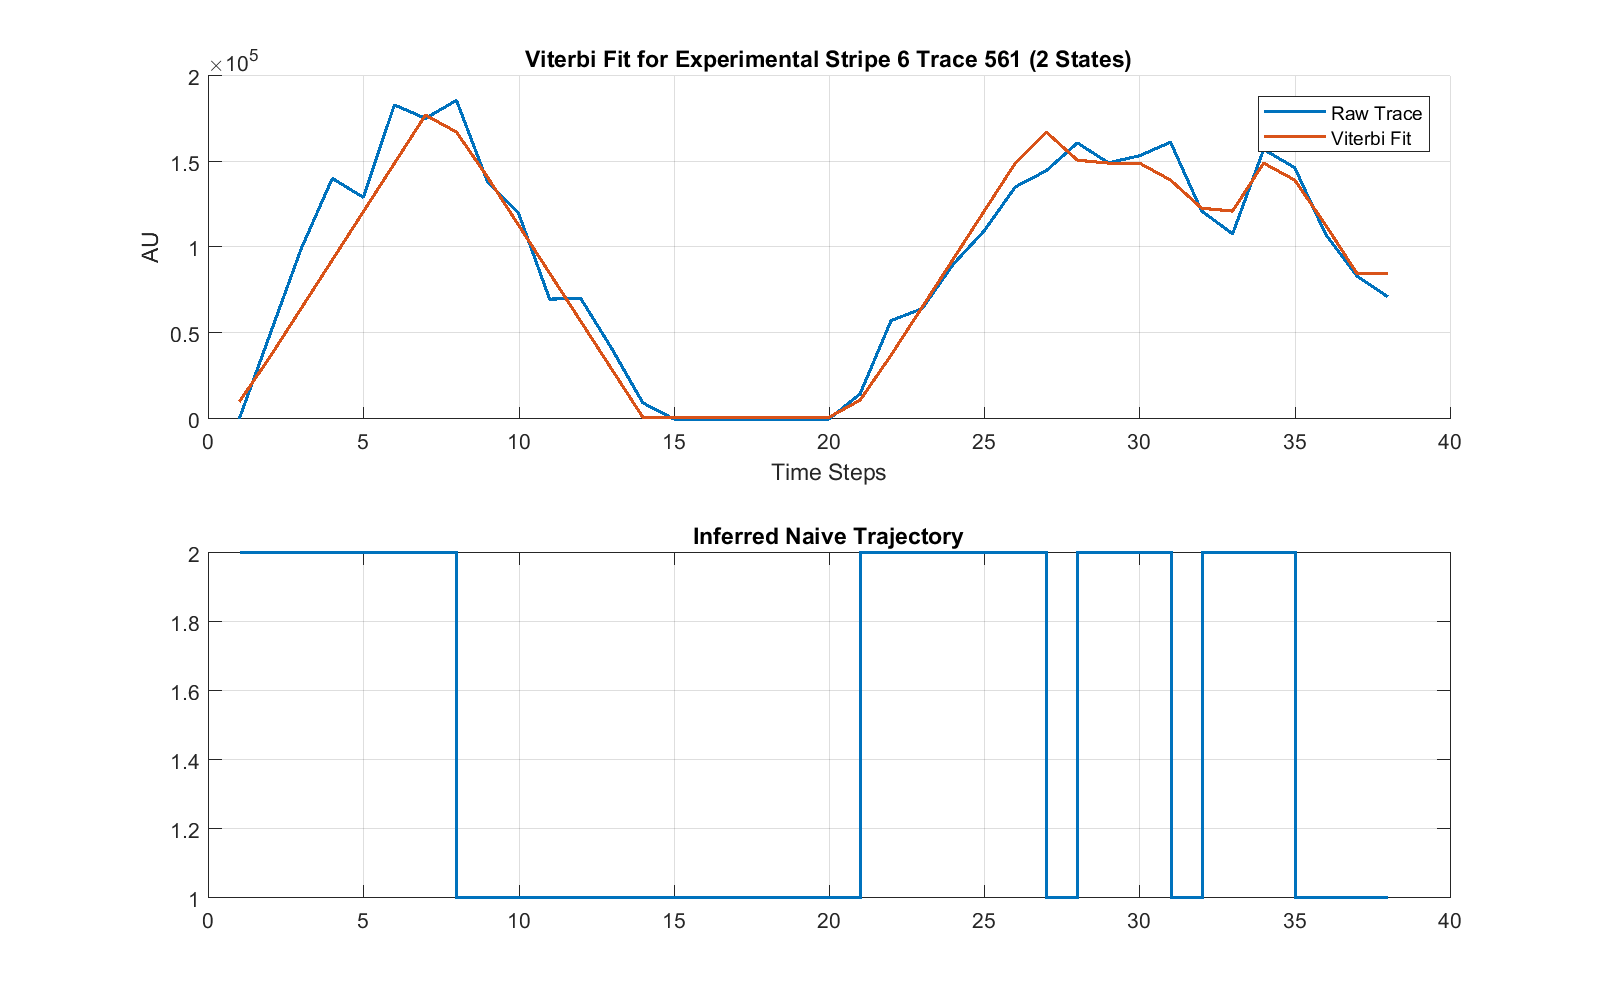 Viterbi Fit for Experimental Stripe 6 Trace 561 (2 States)
×10^5
2
1.5
1
0.5
0
AU
Raw Trace
Viterbi Fit
0 5 10 15 20 25 30 35 40
Time Steps
Inferred Naive Trajectory
2
1.8
1.6
1.4
1.2
1
0 5 10 15 20 25 30 35 40